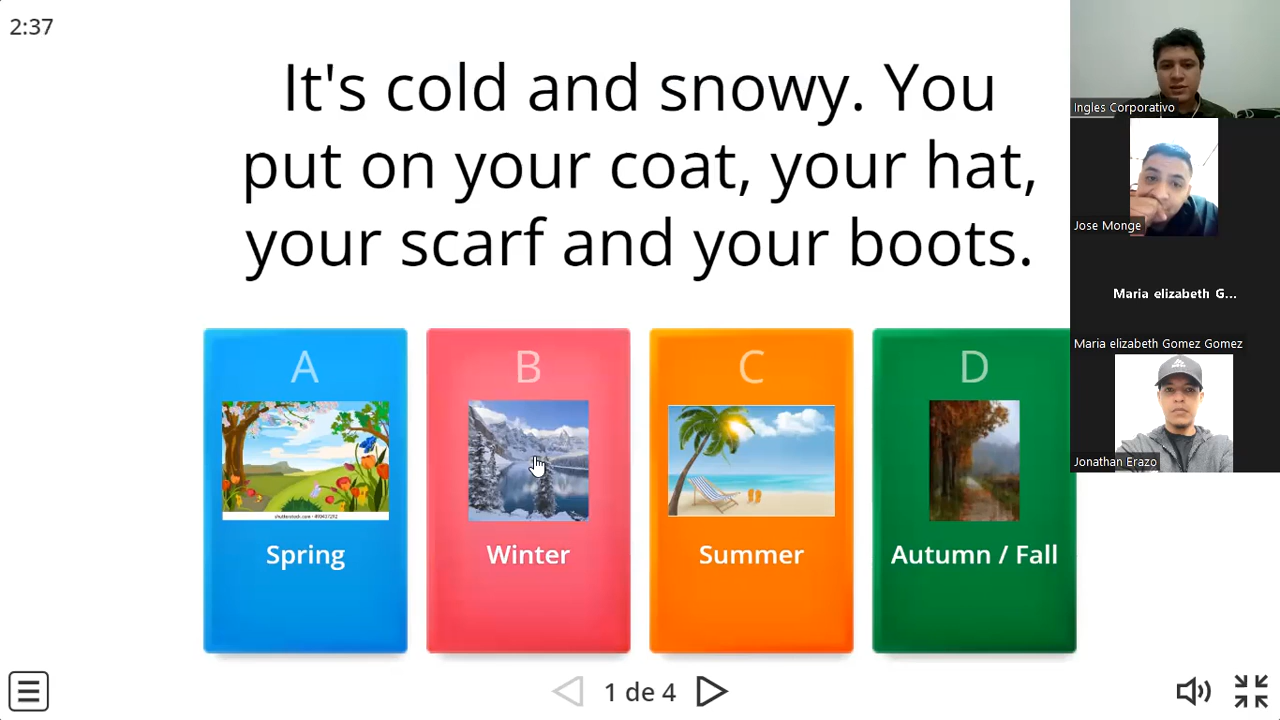 2:37
It's cold and snowy. You
put on your coat, your hat,
your scarf and your boots.
A
B
C
D
Spring
Winter
Summer
Autumn / Fall
1 de 4
Ingles Corporativo
Jose Monge
Maria elizabeth G...
Maria elizabeth Gomez Gomez
Jonathan Erazo